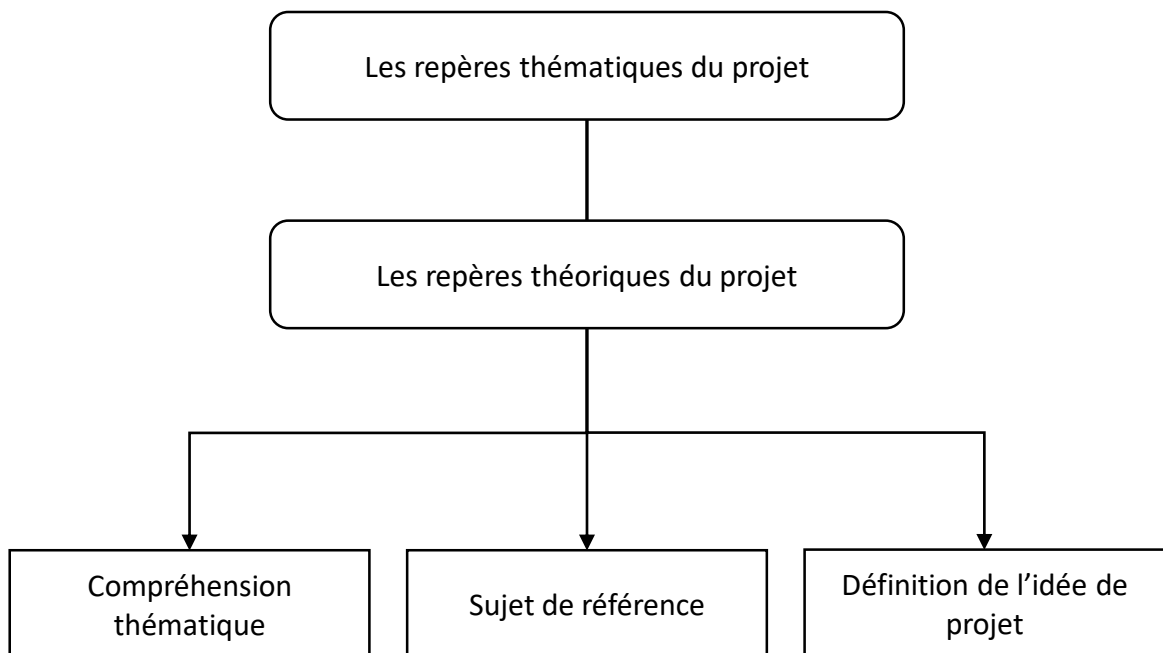 Les repères thématiques du projet
Les repères théoriques du projet
Compréhension
thématique
Sujet de référence
Définition de l’idée de
projet